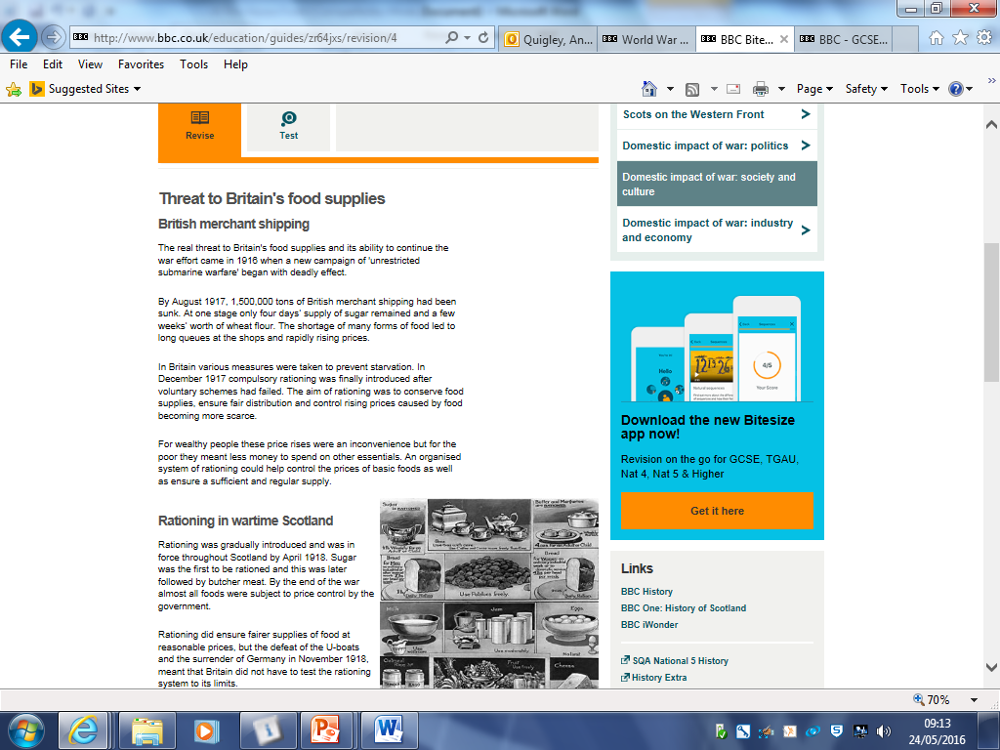 http://www.bbc.co.uk/education/guides/zr64jxs/revision/4
Quigley, An...
World War ...
BBC Bite...
BBC - GCSE...
File Edit View Favorites Tools Help
Suggested Sites
Page Safety Tools
Revise
Test
Threat to Britain's food supplies
British merchant shipping
The real threat to Britain's food supplies and its ability to continue the
war effort came in 1916 when a new campaign of 'unrestricted
submarine warfare' began with deadly effect.
By August 1917, 1,500,000 tons of British merchant shipping had been
sunk. At one stage only four days' supply of sugar remained and a few
weeks' worth of wheat flour. The shortage of many forms of food led to
long queues at the shops and rapidly rising prices.
In Britain various measures were taken to prevent starvation. In
December 1917 compulsory rationing was finally introduced after
voluntary schemes had failed. The aim of rationing was to conserve food
supplies, ensure fair distribution and control rising prices caused by food
becoming more scarce.
For wealthy people these price rises were an inconvenience but for the
poor they meant less money to spend on other essentials. An organised
system of rationing could help control the prices of basic foods as well
as ensure a sufficient and regular supply.
Rationing in wartime Scotland
Rationing was gradually introduced and was in
force throughout Scotland by April 1918. Sugar
was the first to be rationed and this was later
followed by butcher meat. By the end of the war
almost all foods were subject to price control by the
government.
Rationing did ensure fairer supplies of food at
reasonable prices, but the defeat of the U-boats
and the surrender of Germany in November 1918,
meant that Britain did not have to test the rationing
system to its limits.
Use Potatoes freely.
Milk
Jam
Eggs
Use moderately.
Fruit
Cheese
Scots on the Western Front
Domestic impact of war: politics
Domestic impact of war: society and
culture
Domestic impact of war: industry
and economy
Hello
4/5
Your Score
Download the new Bitesize
app now!
Revision on the go for GCSE, TGAU,
Nat 4, Nat 5 & Higher
Get it here
Links
BBC History
BBC One: History of Scotland
BBC iWonder
SQA National 5 History
History Extra
70%
09:13
24/05/2016